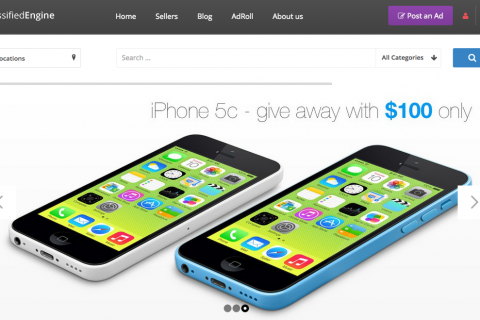 ssifiedEngine Home Sellers Blog AdRoll About us Post an Ad
ocations Search ... All Categories
iPhone 5c - give away with $100 only